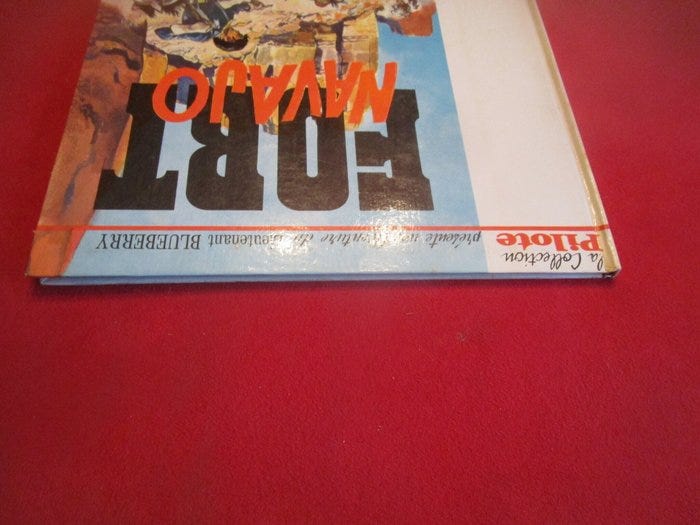 la Collection
Pilote
présente une aventure du lieutenant BLUEBERRY
FORT
NAVAJO